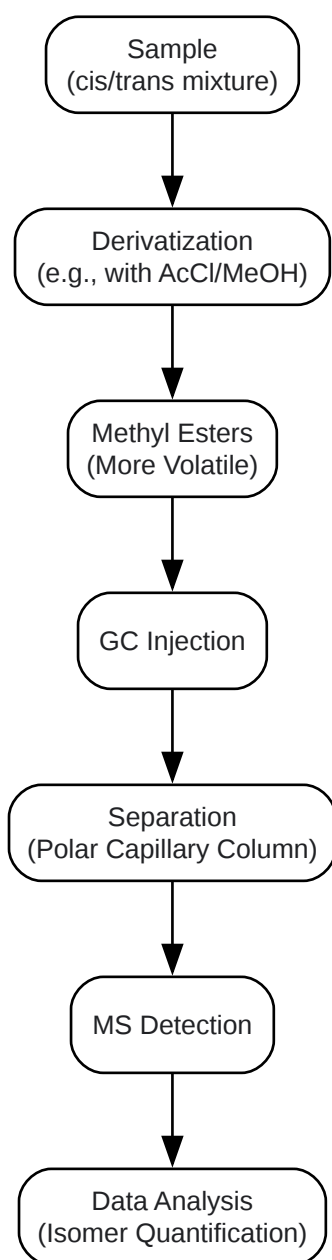 Sample
(cis/trans mixture)
Derivatization
(e.g., with AcCl/MeOH)
Methyl Esters
(More Volatile)
GC Injection
Separation
(Polar Capillary Column)
MS Detection
Data Analysis
(Isomer Quantification)